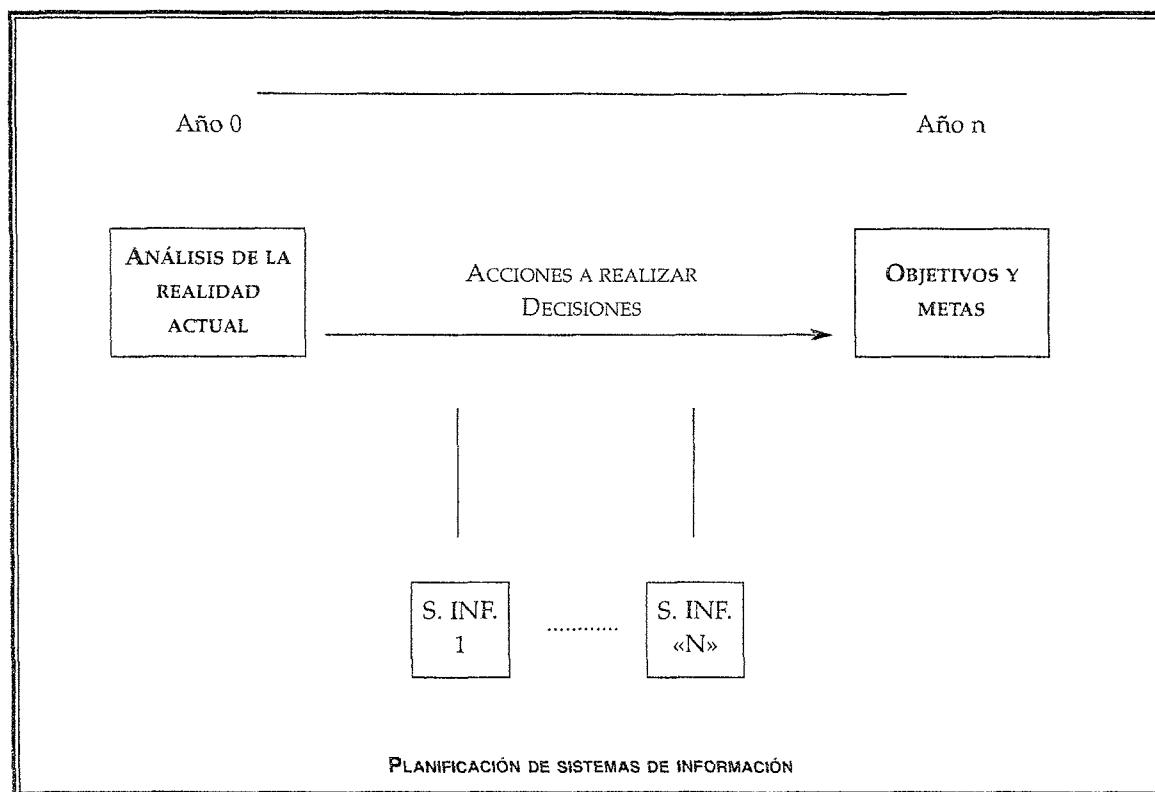 Año 0
Año n
ANÁLISIS DE LA
REALIDAD
ACTUAL
ACCIONES A REALIZAR
DECISIONES
OBJETIVOS Y
METAS
S. INF.
1
............
S. INF.
«N»
PLANIFICACIÓN DE SISTEMAS DE INFORMACIÓN